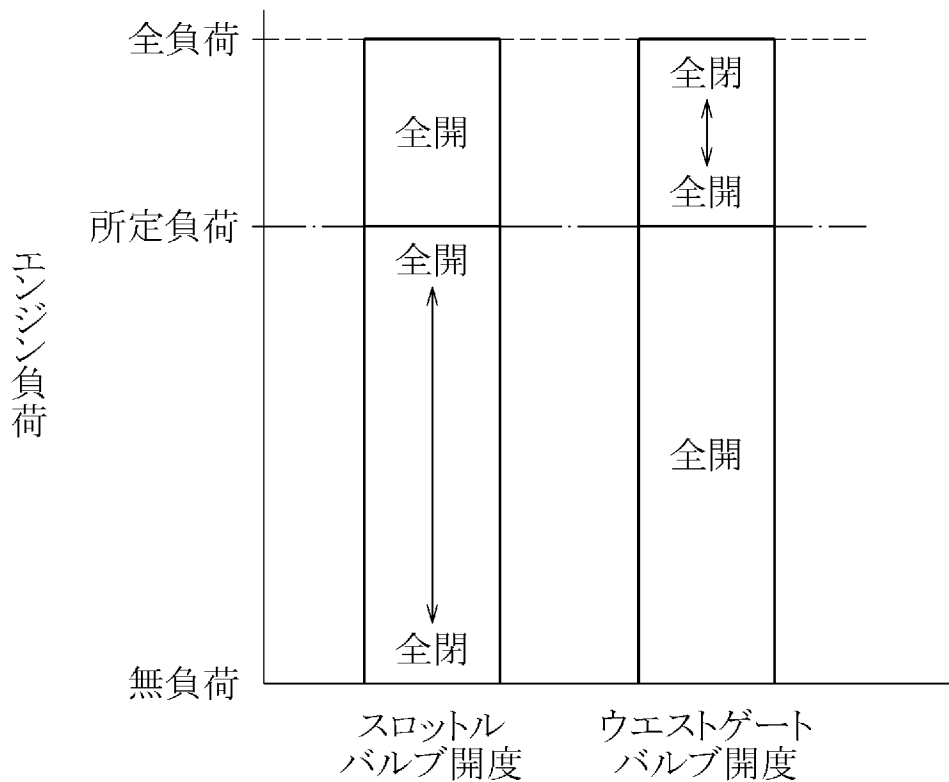 全負荷
全閉
全開
全開
所定負荷
全開
エンジン負荷
全開
全閉
無負荷
スロットル
バルブ開度
ウエストゲート
バルブ開度